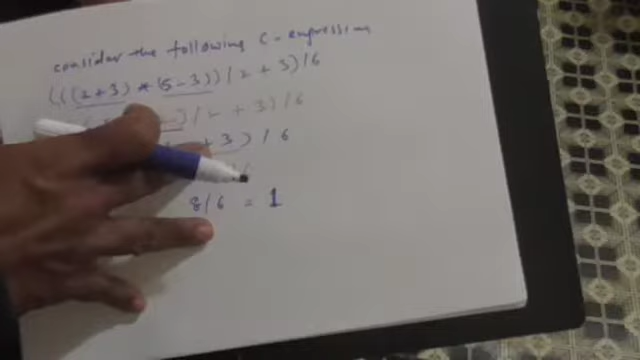 consider the following C-expression
(((2+3) * (5-3))/2 + 3)/6
)/2 + 3)/6
+ 3)/6
8/6 = 1